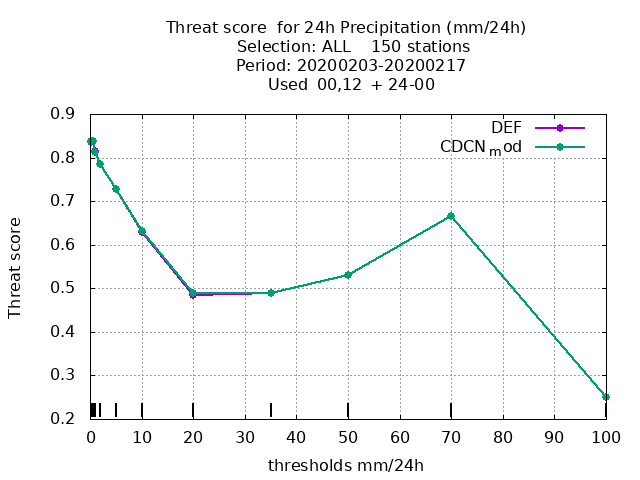 Threat score  for 24h Precipitation (mm/24h)
Selection: ALL    150 stations
Period: 20200203-20200217
Used  00,12  + 24-00
0.9
DEF
CDCNmod
0.8
0.7
0.6
0.5
0.4
0.3
0.2
Threat score
0 10 20 30 40 50 60 70 80 90 100
thresholds mm/24h